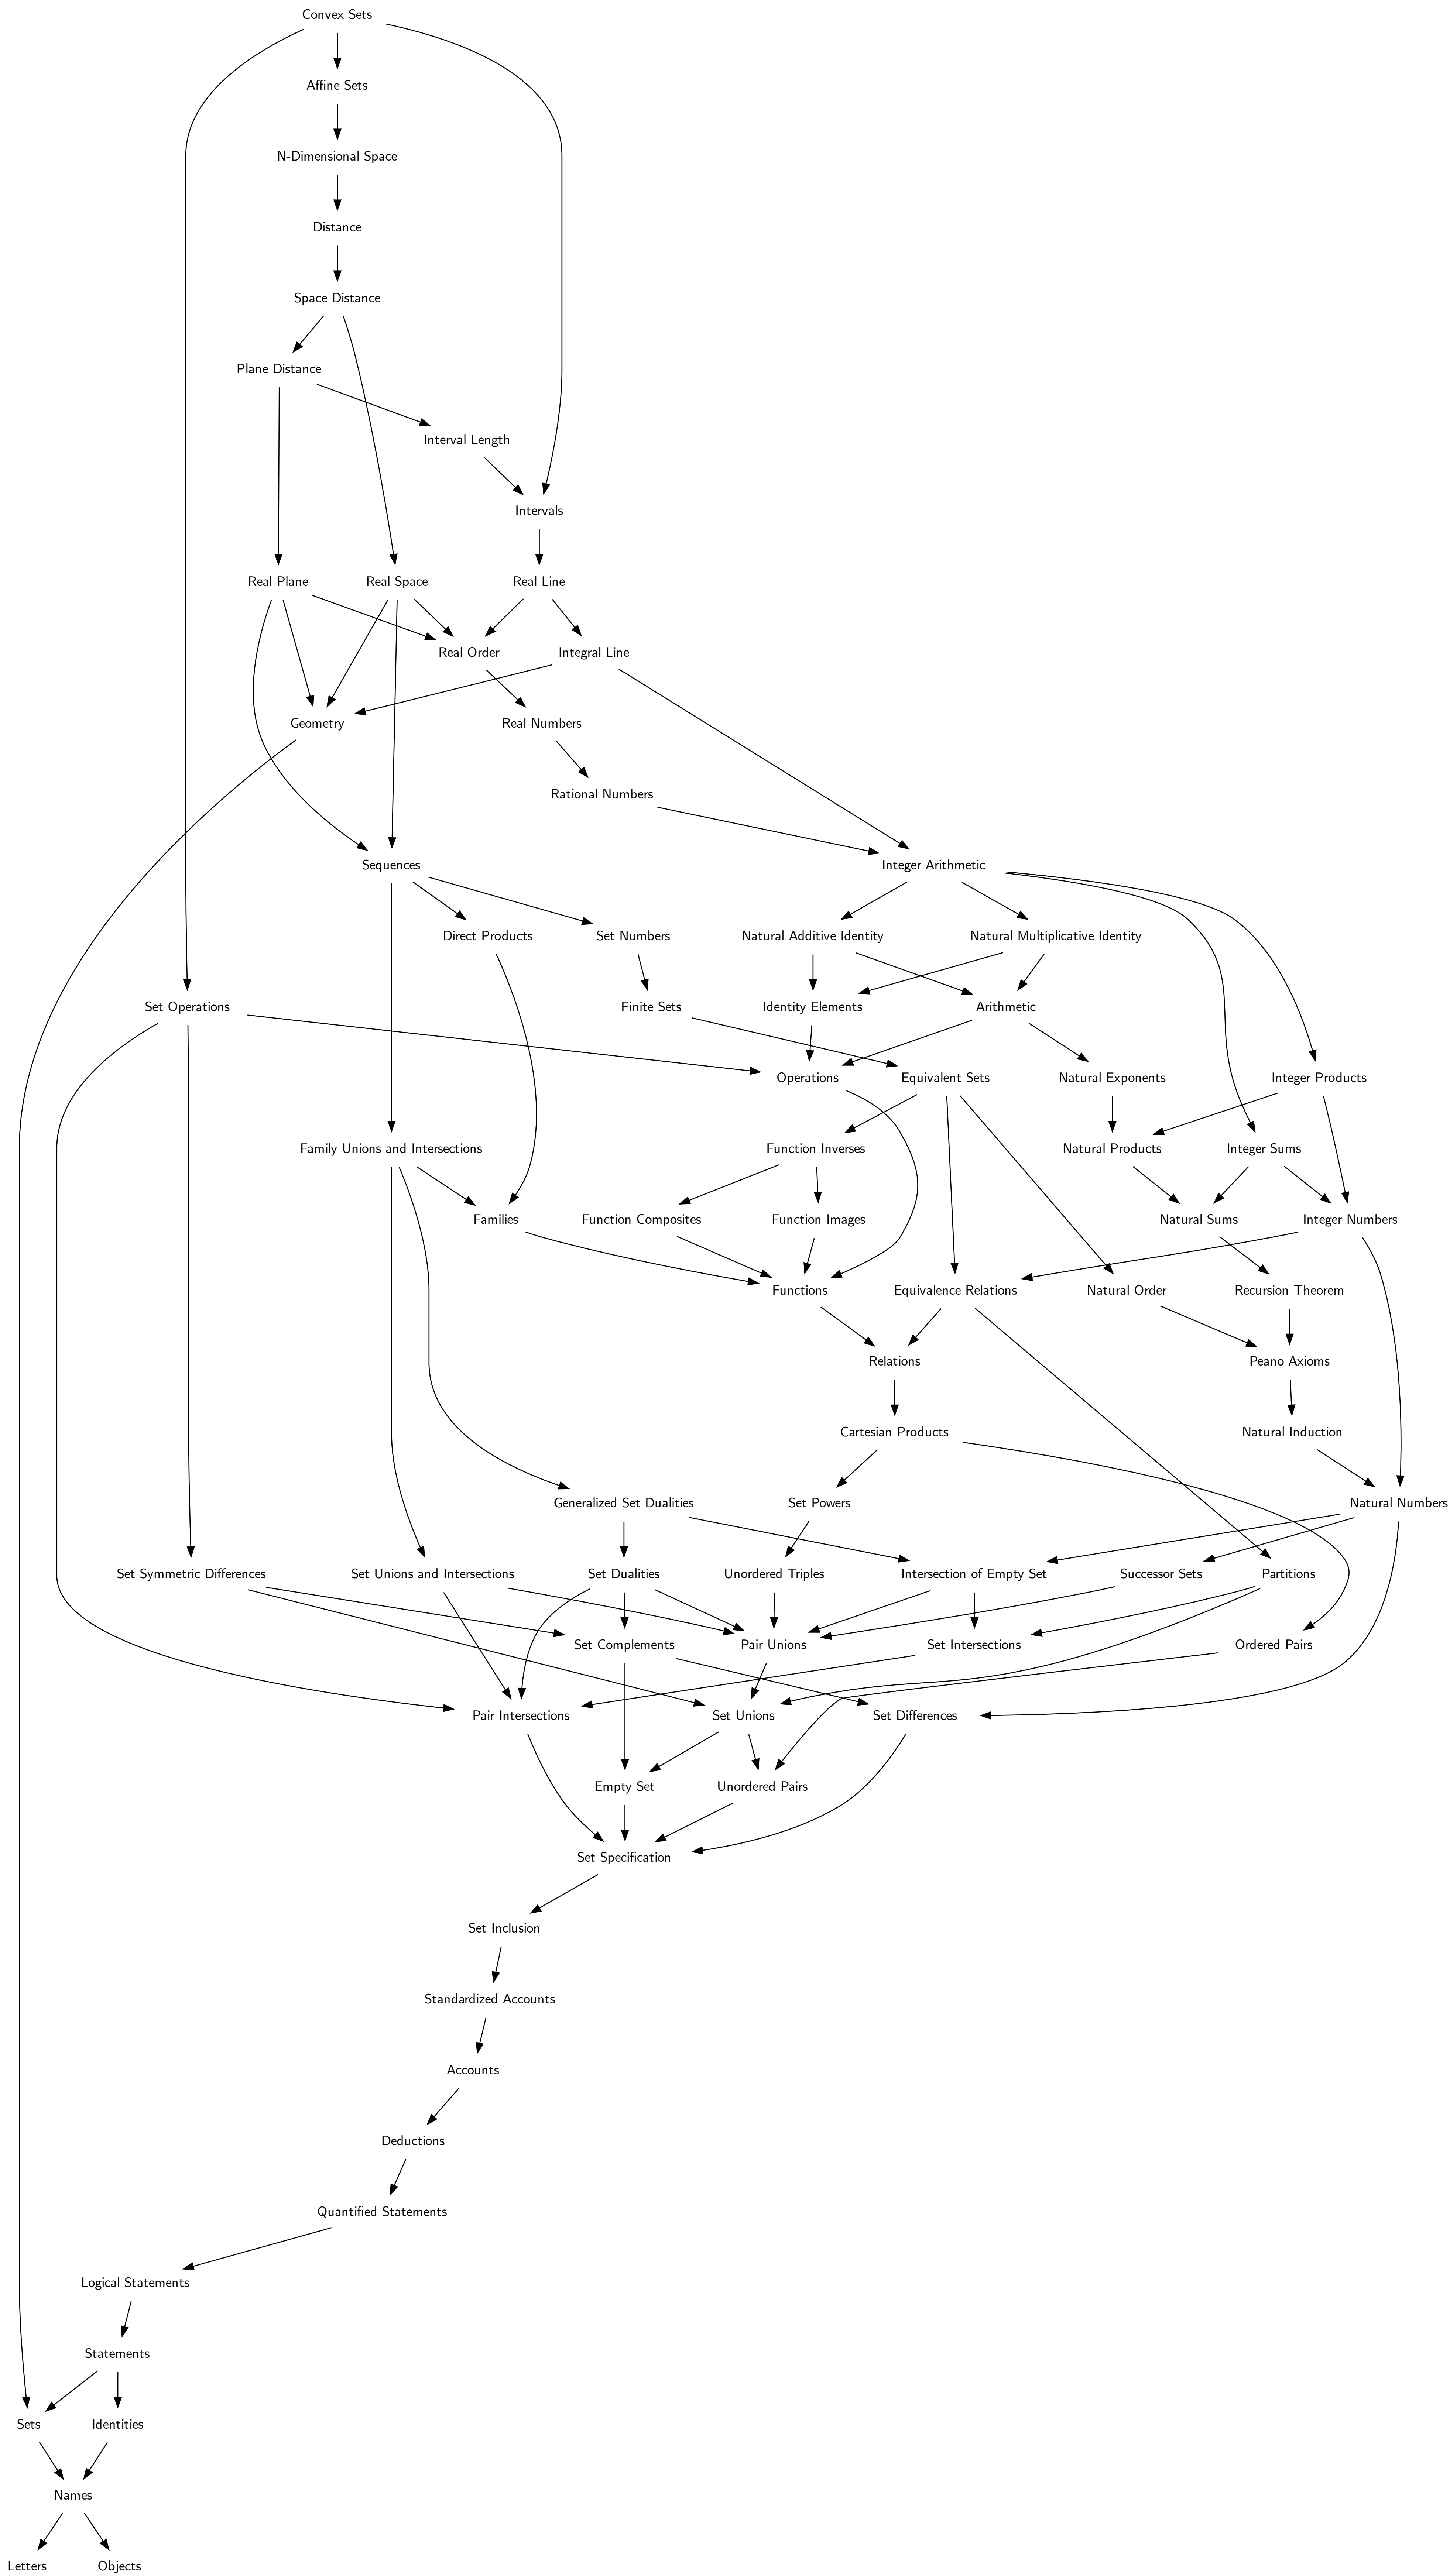 Convex Sets
Affine Sets
N-Dimensional Space
Distance
Space Distance
Plane Distance
Interval Length
Intervals
Real Plane
Real Space
Real Line
Real Order
Integral Line
Geometry
Real Numbers
Rational Numbers
Sequences
Integer Arithmetic
Direct Products
Set Numbers
Natural Additive Identity
Natural Multiplicative Identity
Set Operations
Finite Sets
Identity Elements
Arithmetic
Operations
Equivalent Sets
Natural Exponents
Integer Products
Family Unions and Intersections
Function Inverses
Natural Products
Integer Sums
Families
Function Composites
Function Images
Natural Sums
Integer Numbers
Functions
Equivalence Relations
Natural Order
Recursion Theorem
Relations
Peano Axioms
Cartesian Products
Natural Induction
Generalized Set Dualities
Set Powers
Natural Numbers
Set Symmetric Differences
Set Unions and Intersections
Set Dualities
Unordered Triples
Intersection of Empty Set
Successor Sets
Partitions
Set Complements
Pair Unions
Set Intersections
Ordered Pairs
Pair Intersections
Set Unions
Set Differences
Empty Set
Unordered Pairs
Set Specification
Set Inclusion
Standardized Accounts
Accounts
Deductions
Quantified Statements
Logical Statements
Statements
Sets
Identities
Names
Letters
Objects